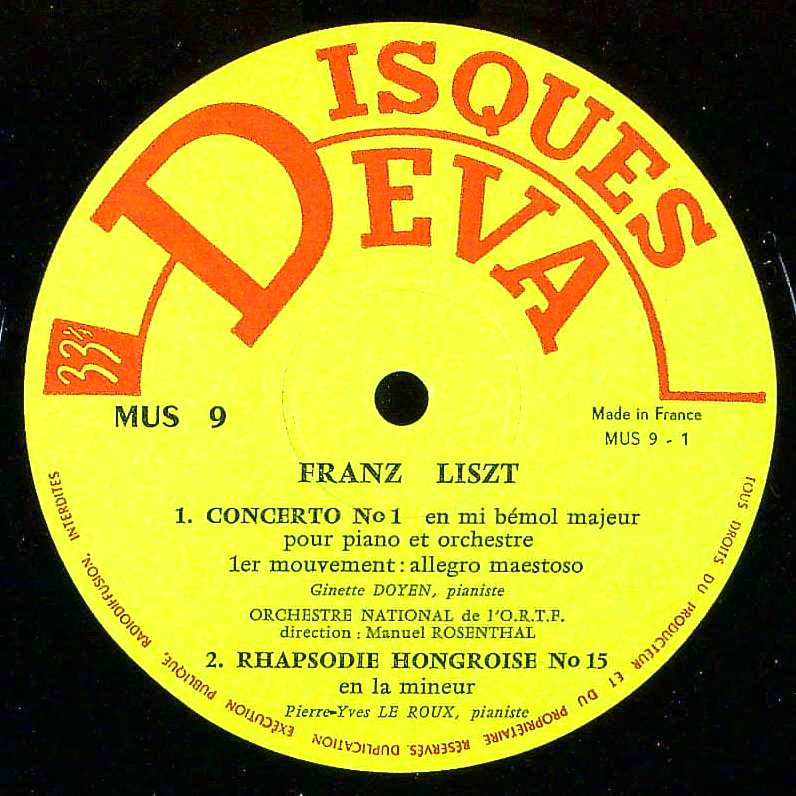 DISQUES
DEVA
33⅓
MUS 9
Made in France
MUS 9 - 1
FRANZ LISZT
1. CONCERTO No 1 en mi bémol majeur
pour piano et orchestre
1er mouvement : allegro maestoso
Ginette DOYEN, pianiste
ORCHESTRE NATIONAL de l'O.R.T.F.
direction : Manuel ROSENTHAL
2. RHAPSODIE HONGROISE No 15
en la mineur
Pierre-Yves LE ROUX, pianiste
TOUS DROITS DU PRODUCTEUR ET DU PROPRIÉTAIRE RÉSERVÉS. DUPLICATION EXÉCUTION PUBLIQUE, RADIODIFFUSION, INTERDITES